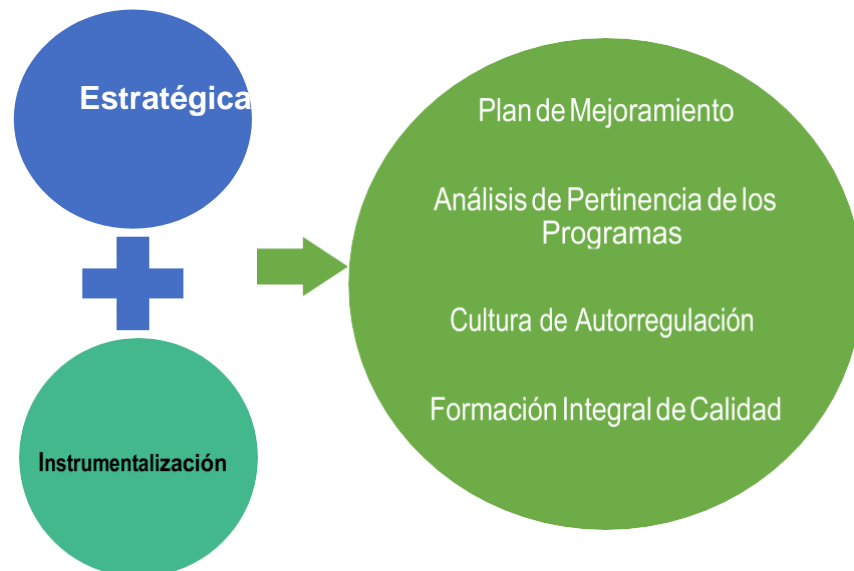 Estratégica
Instrumentalización
Plan de Mejoramiento
Análisis de Pertinencia de los
Programas
Cultura de Autorregulación
Formación Integral de Calidad